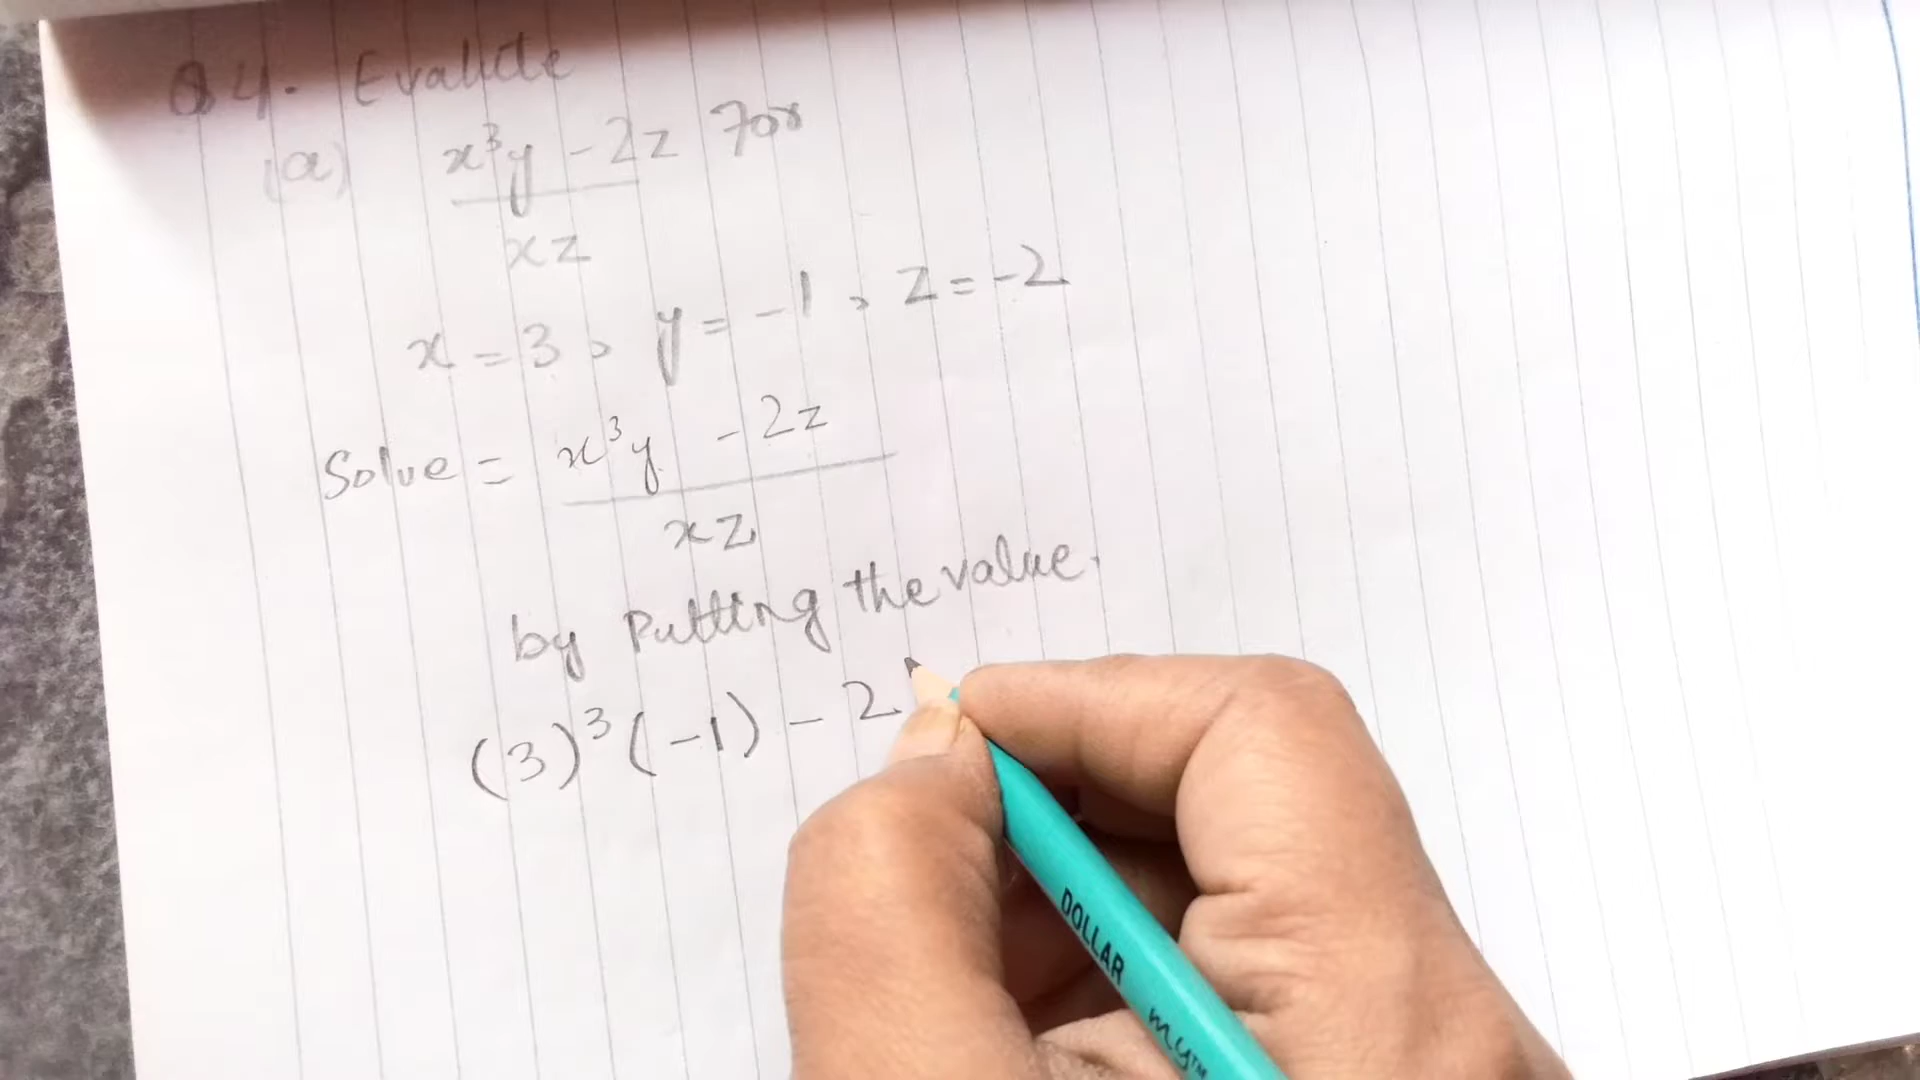 Q4. Evalute
(a) x³y - 2z for
xz
x = 3, y = -1, z = -2
Solve = x³y - 2z
xz
by Putting the value.
(3)³(-1) - 2
DOLLAR my™